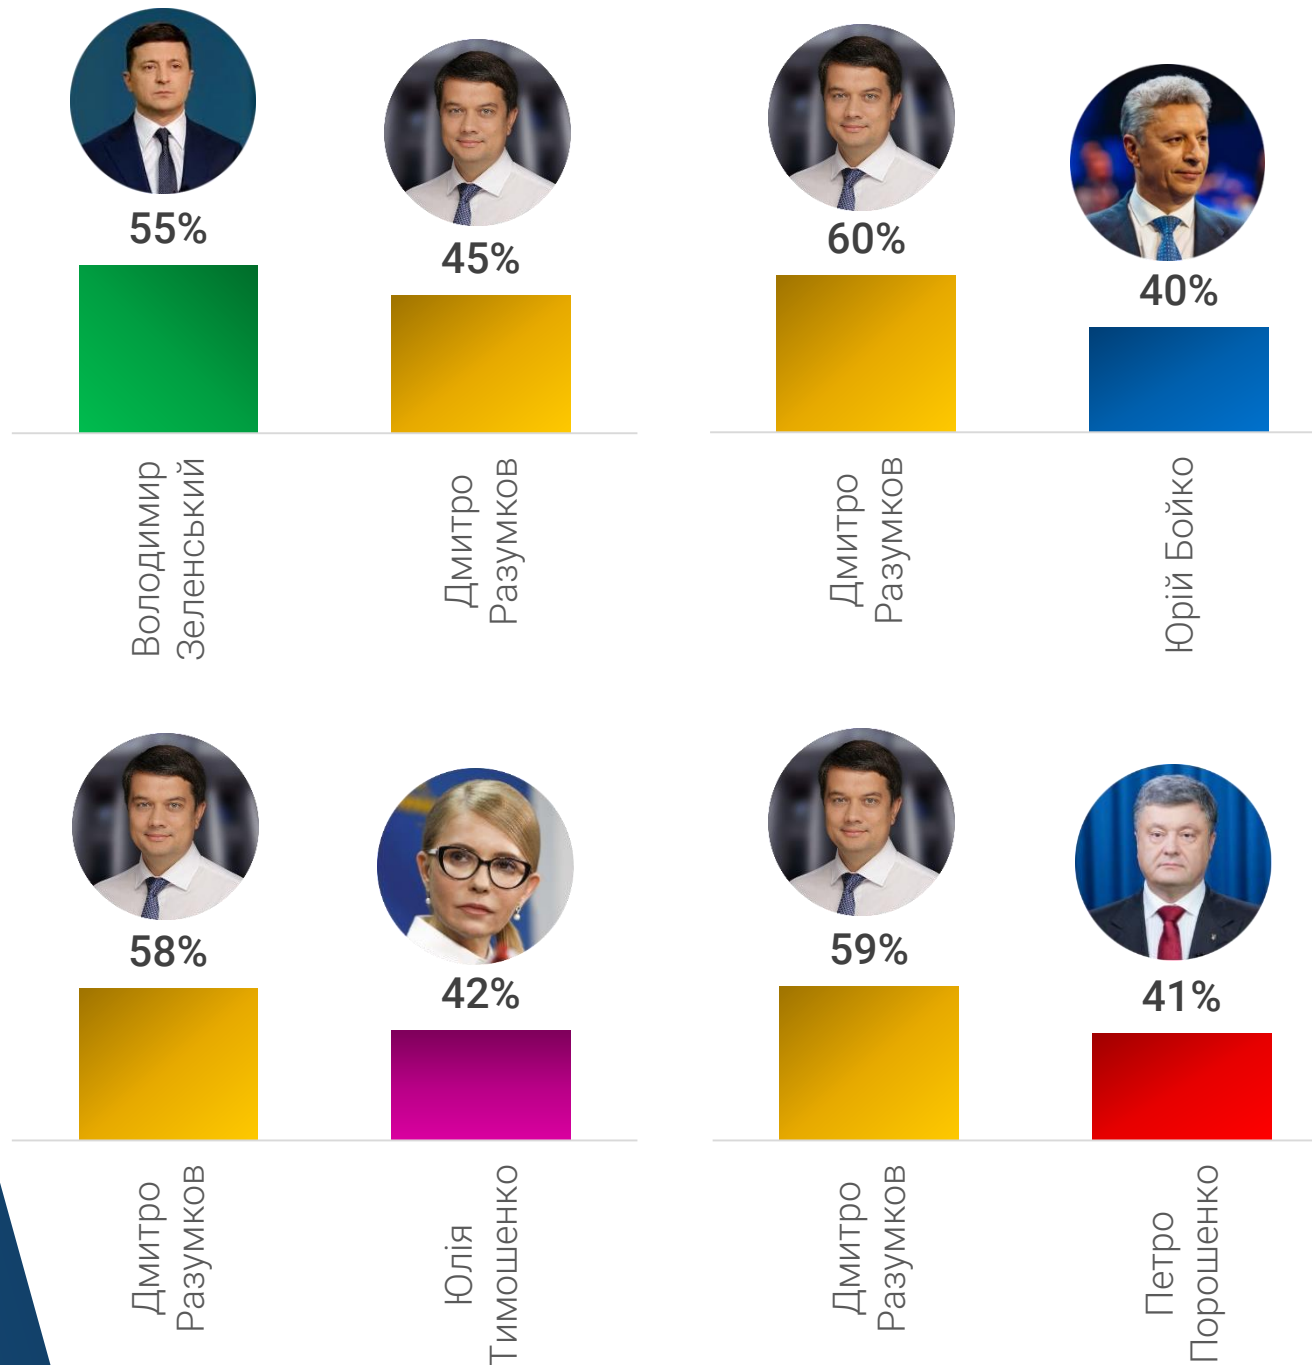 55%
45%
Володимир
Зеленський
Дмитро
Разумков
60%
40%
Дмитро
Разумков
Юрій Бойко
58%
42%
Дмитро
Разумков
Юлія
Тимошенко
59%
41%
Дмитро
Разумков
Петро
Порошенко